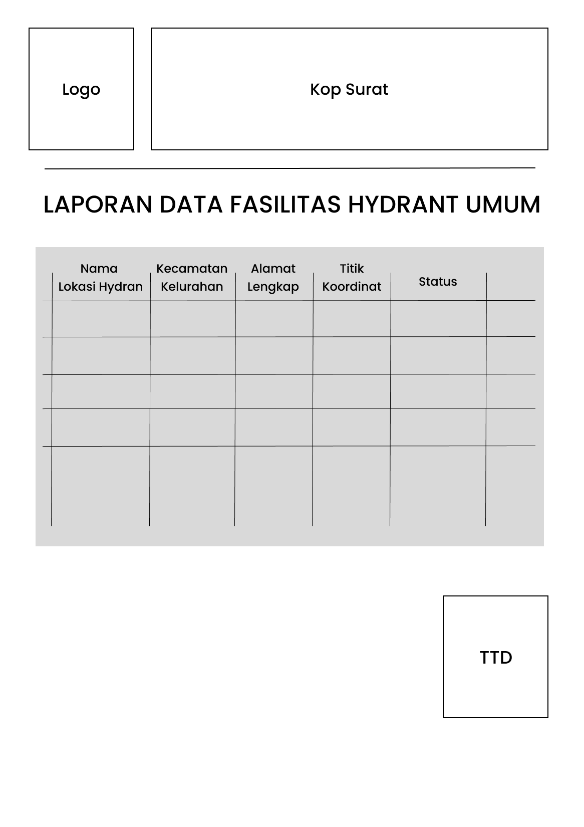 Logo
Kop Surat
LAPORAN DATA FASILITAS HYDRANT UMUM
Nama
Lokasi Hydran
Kecamatan
Kelurahan
Alamat
Lengkap
Titik
Koordinat
Status
TTD